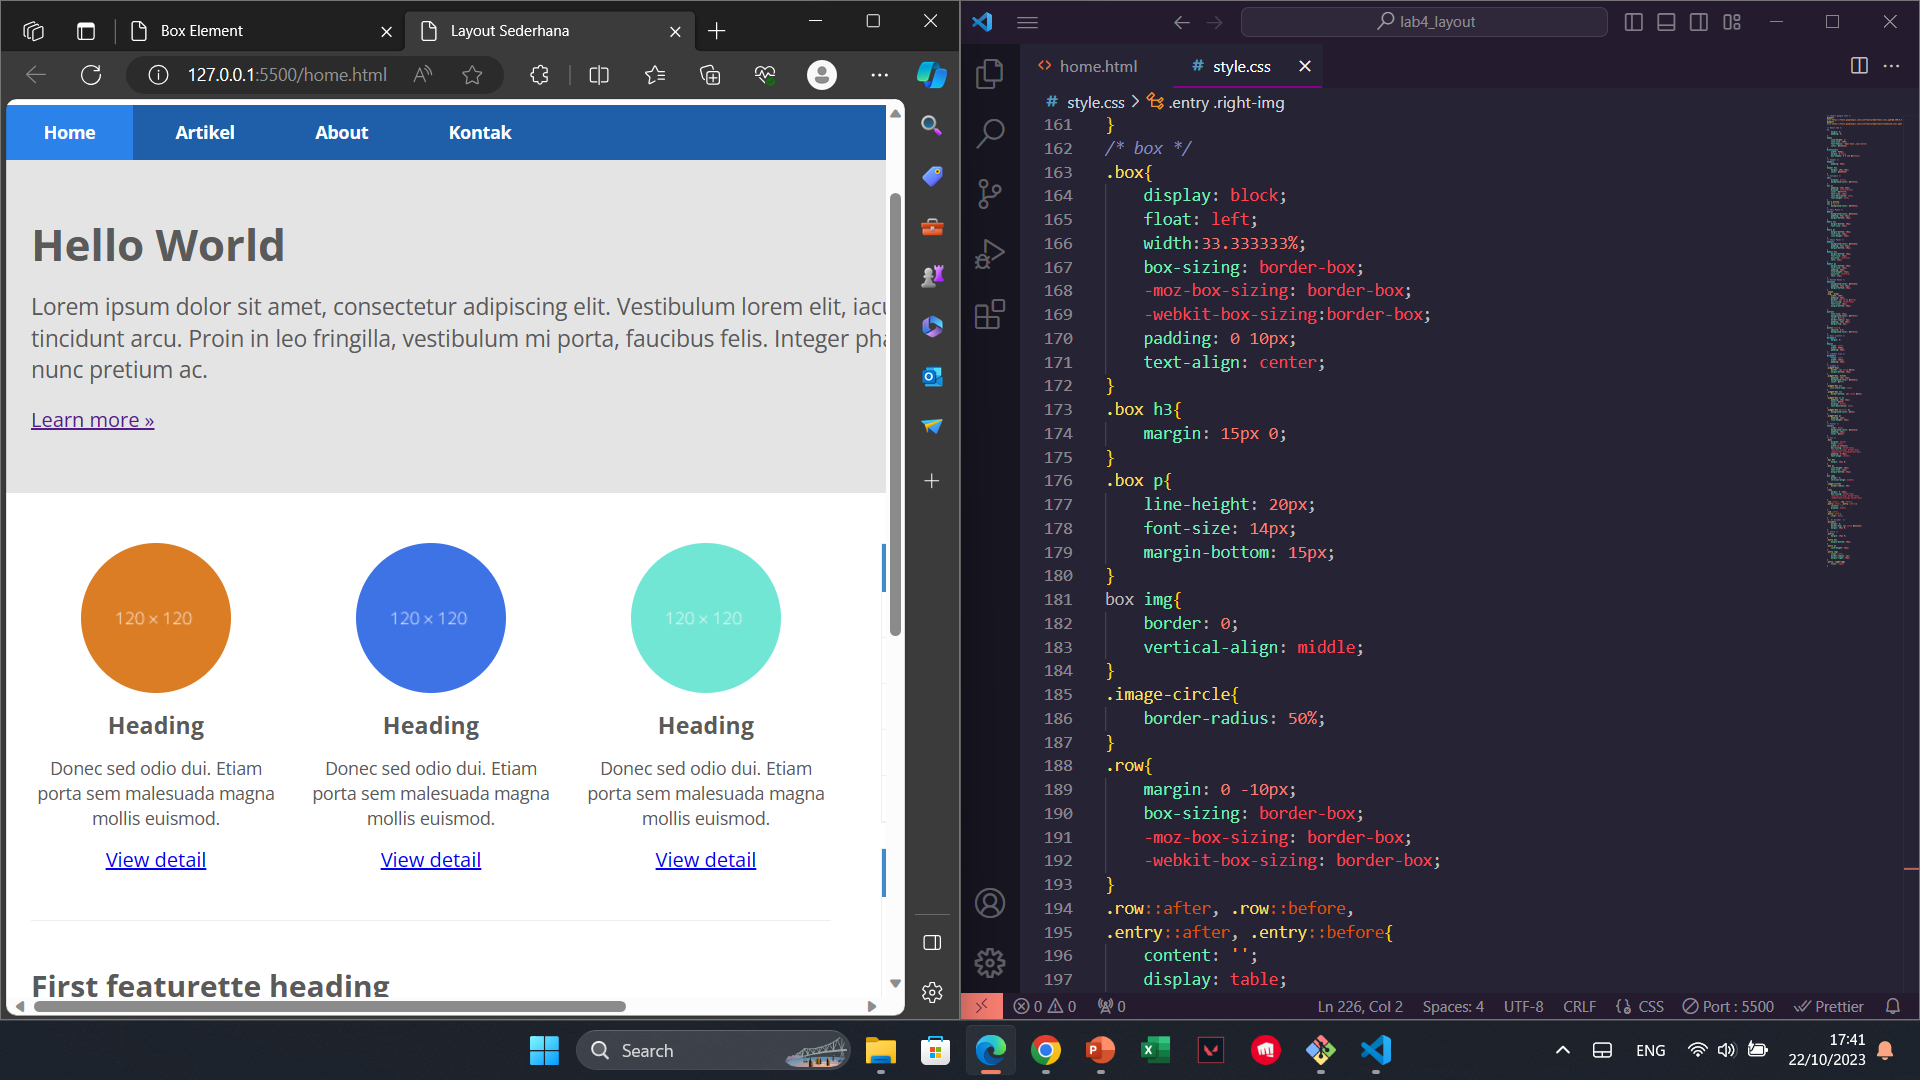 Box Element
Layout Sederhana
127.0.0.1:5500/home.html
Home
Artikel
About
Kontak
Hello World
Lorem ipsum dolor sit amet, consectetur adipiscing elit. Vestibulum lorem elit, iacu
tincidunt arcu. Proin in leo fringilla, vestibulum mi porta, faucibus felis. Integer pha
nunc pretium ac.
Learn more »
120 × 120
120 × 120
120 × 120
Heading
Heading
Heading
Donec sed odio dui. Etiam
porta sem malesuada magna
mollis euismod.
Donec sed odio dui. Etiam
porta sem malesuada magna
mollis euismod.
Donec sed odio dui. Etiam
porta sem malesuada magna
mollis euismod.
View detail
View detail
View detail
First featurette heading
lab4_layout
home.html
# style.css
# style.css > .entry .right-img
161 }
162 /* box */
163 .box{
164 display: block;
165 float: left;
166 width:33.333333%;
167 box-sizing: border-box;
168 -moz-box-sizing: border-box;
169 -webkit-box-sizing:border-box;
170 padding: 0 10px;
171 text-align: center;
172 }
173 .box h3{
174 margin: 15px 0;
175 }
176 .box p{
177 line-height: 20px;
178 font-size: 14px;
179 margin-bottom: 15px;
180 }
181 box img{
182 border: 0;
183 vertical-align: middle;
184 }
185 .image-circle{
186 border-radius: 50%;
187 }
188 .row{
189 margin: 0 -10px;
190 box-sizing: border-box;
191 -moz-box-sizing: border-box;
192 -webkit-box-sizing: border-box;
193 }
194 .row::after, .row::before,
195 .entry::after, .entry::before{
196 content: '';
197 display: table;
0 0 0
Ln 226, Col 2
Spaces: 4
UTF-8
CRLF
{} CSS
Port : 5500
Prettier
Search
ENG
17:41
22/10/2023